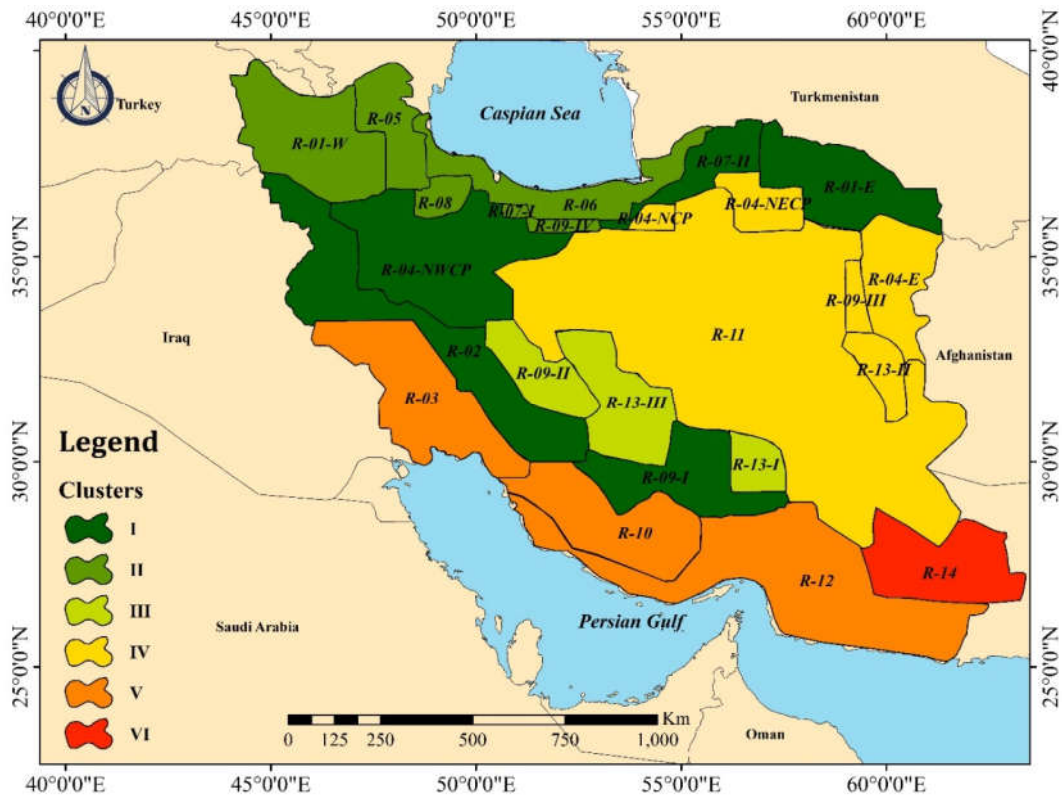 40°0'0"E 45°0'0"E 50°0'0"E 55°0'0"E 60°0'0"E
40°0'0"N
40°0'0"N
Turkey
N
Caspian Sea
Turkmenistan
R-05
R-01-W
R-07-II
R-01-E
R-08
R-06
R-07-I
R-04-NECP
R-04-NCP
R-09-IV
35°0'0"N
35°0'0"N
R-04-NWCP
R-04-E
R-09-III
Iraq
R-02
R-11
Afghanistan
R-09-II
R-13-II
R-03
R-13-III
Legend
30°0'0"N
30°0'0"N
R-09-I
R-13-I
Clusters
I
R-10
II
R-12
R-14
III
Saudi Arabia
Persian Gulf
IV
25°0'0"N
25°0'0"N
V
Km
VI
0 125 250 500 750 1,000
Oman
40°0'0"E 45°0'0"E 50°0'0"E 55°0'0"E 60°0'0"E